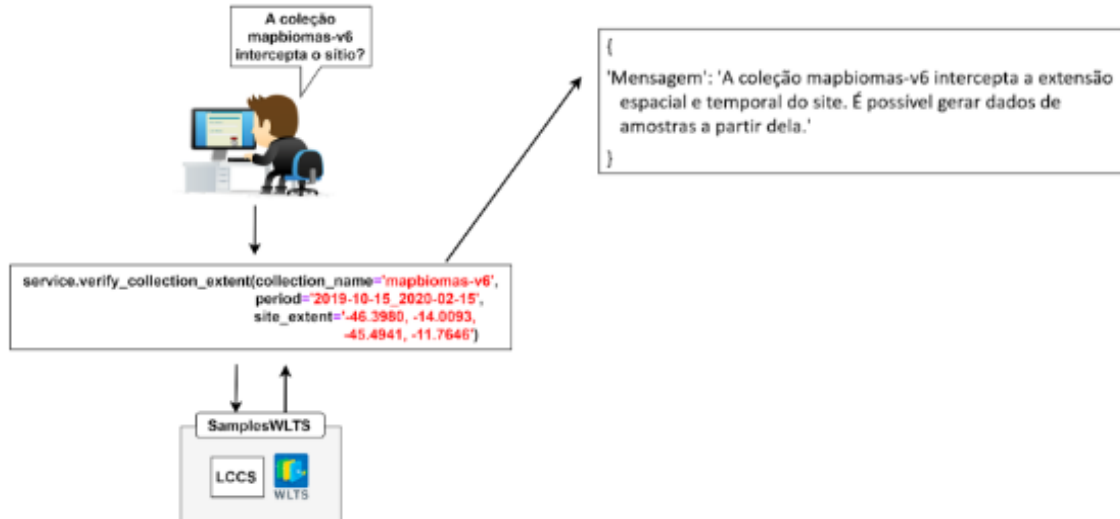 A coleção
mapbiomas-v6
intercepta o sítio?
{
'Mensagem': 'A coleção mapbiomas-v6 intercepta a extensão
espacial e temporal do site. É possível gerar dados de
amostras a partir dela.'
}
service.verify_collection_extent(collection_name='mapbiomas-v6',
period='2019-10-15_2020-02-15',
site_extent='-46.3980, -14.0093,
-45.4941, -11.7646')
SamplesWLTS
LCCS
WLTS